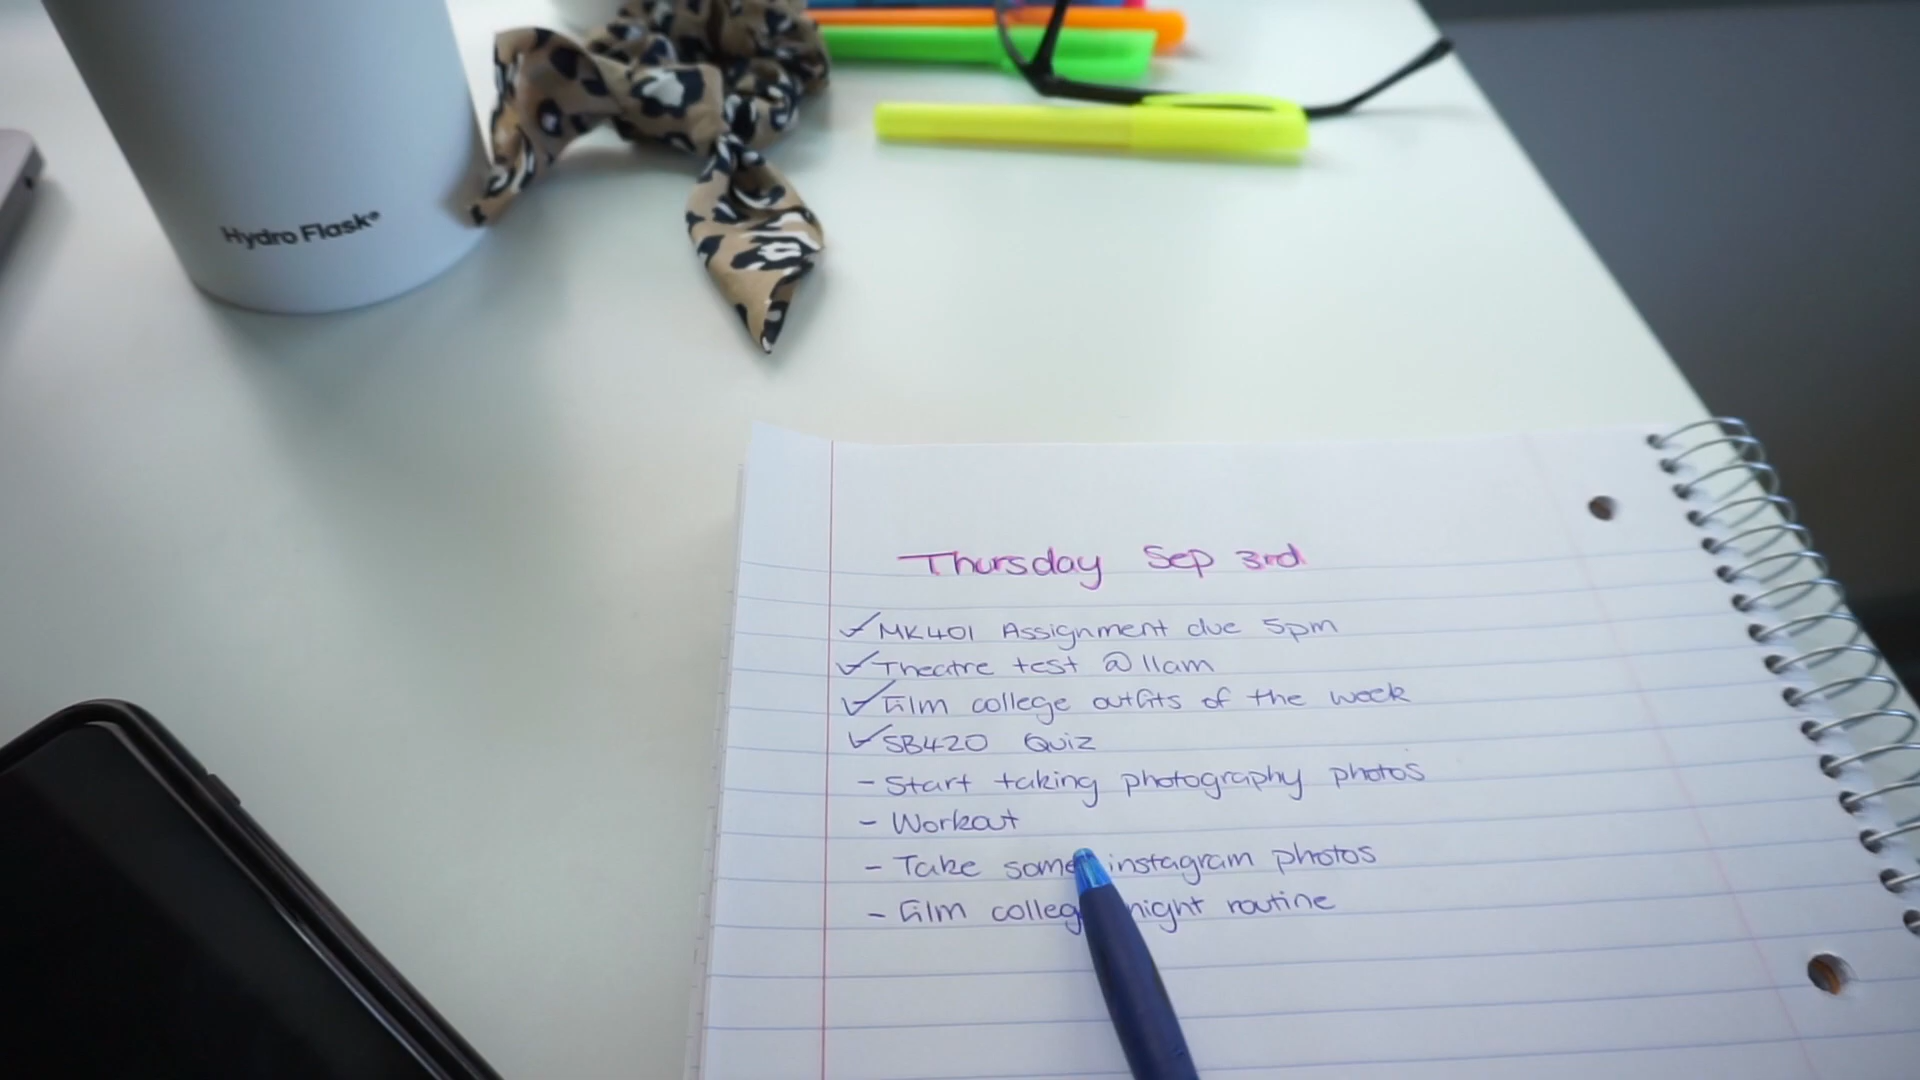 Hydro Flask®
Thursday Sep 3rd
MK401 Assignment due 5pm
Theatre test @ 11am
Film college outfits of the week
SB420 Quiz
- Start taking photography photos
- Workout
- Take some instagram photos
- Film college night routine